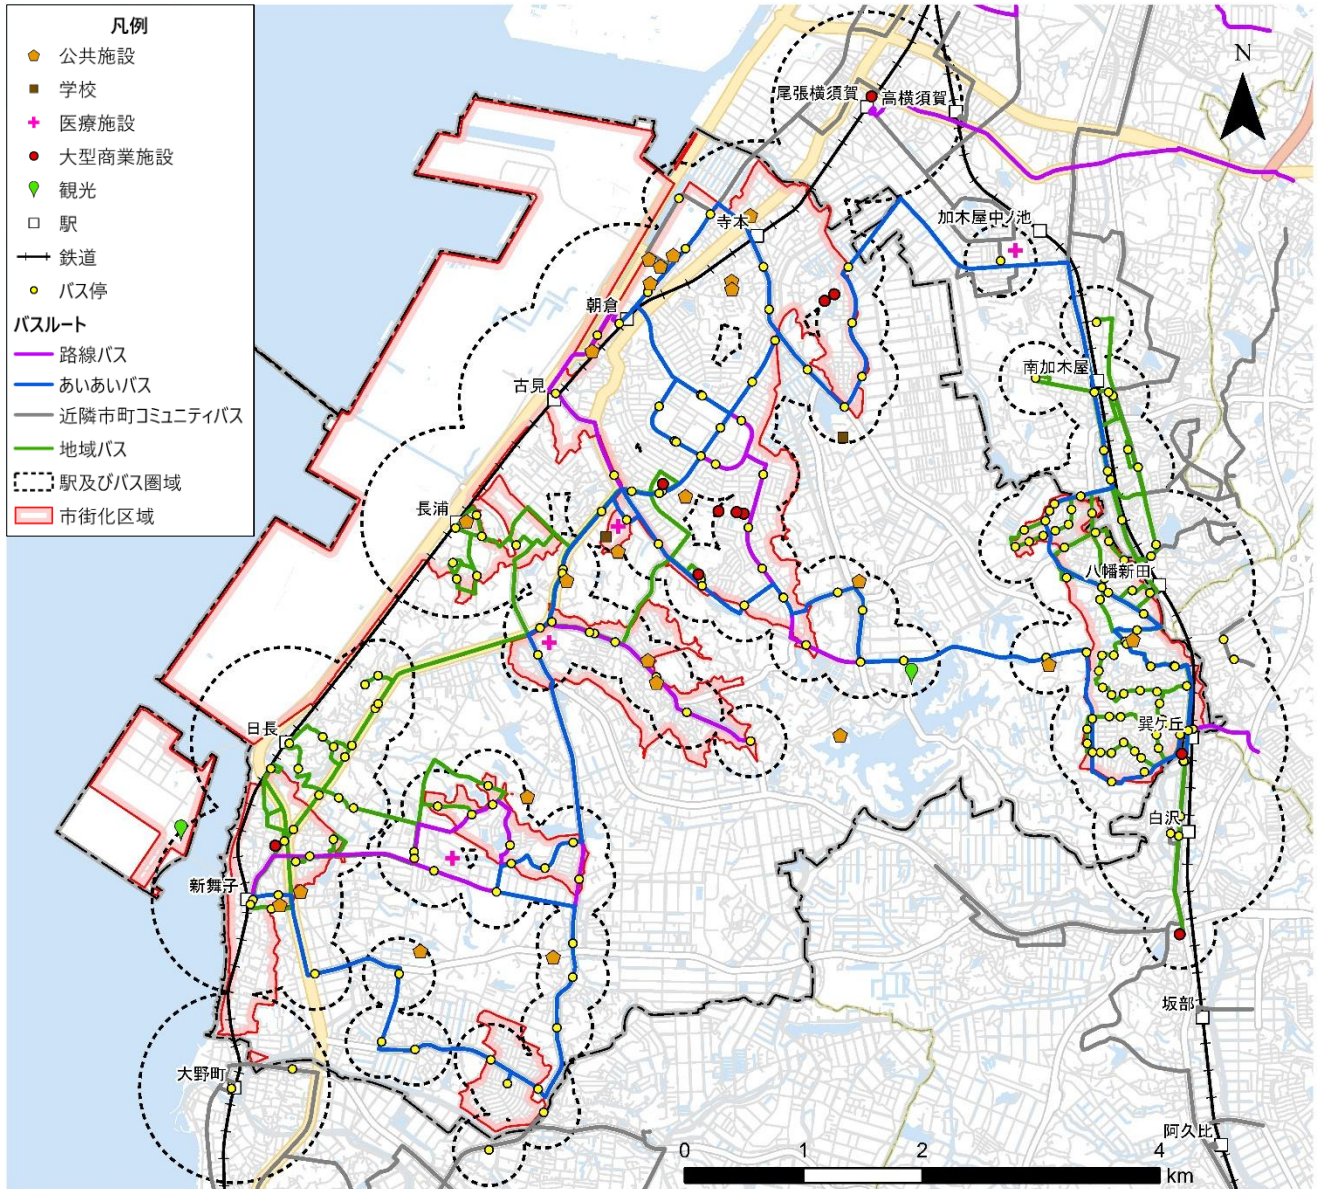 凡例
公共施設
学校
医療施設
大型商業施設
観光
駅
鉄道
バス停
バスルート
路線バス
あいあいバス
近隣市町コミュニティバス
地域バス
駅及びバス圏域
市街化区域
N
尾張横須賀
高横須賀
寺本
加木屋中ノ池
朝倉
古見
南加木屋
長浦
八幡新田
日長
巽ケ丘
白沢
新舞子
坂部
大野町
阿久比
0 1 2 4
km